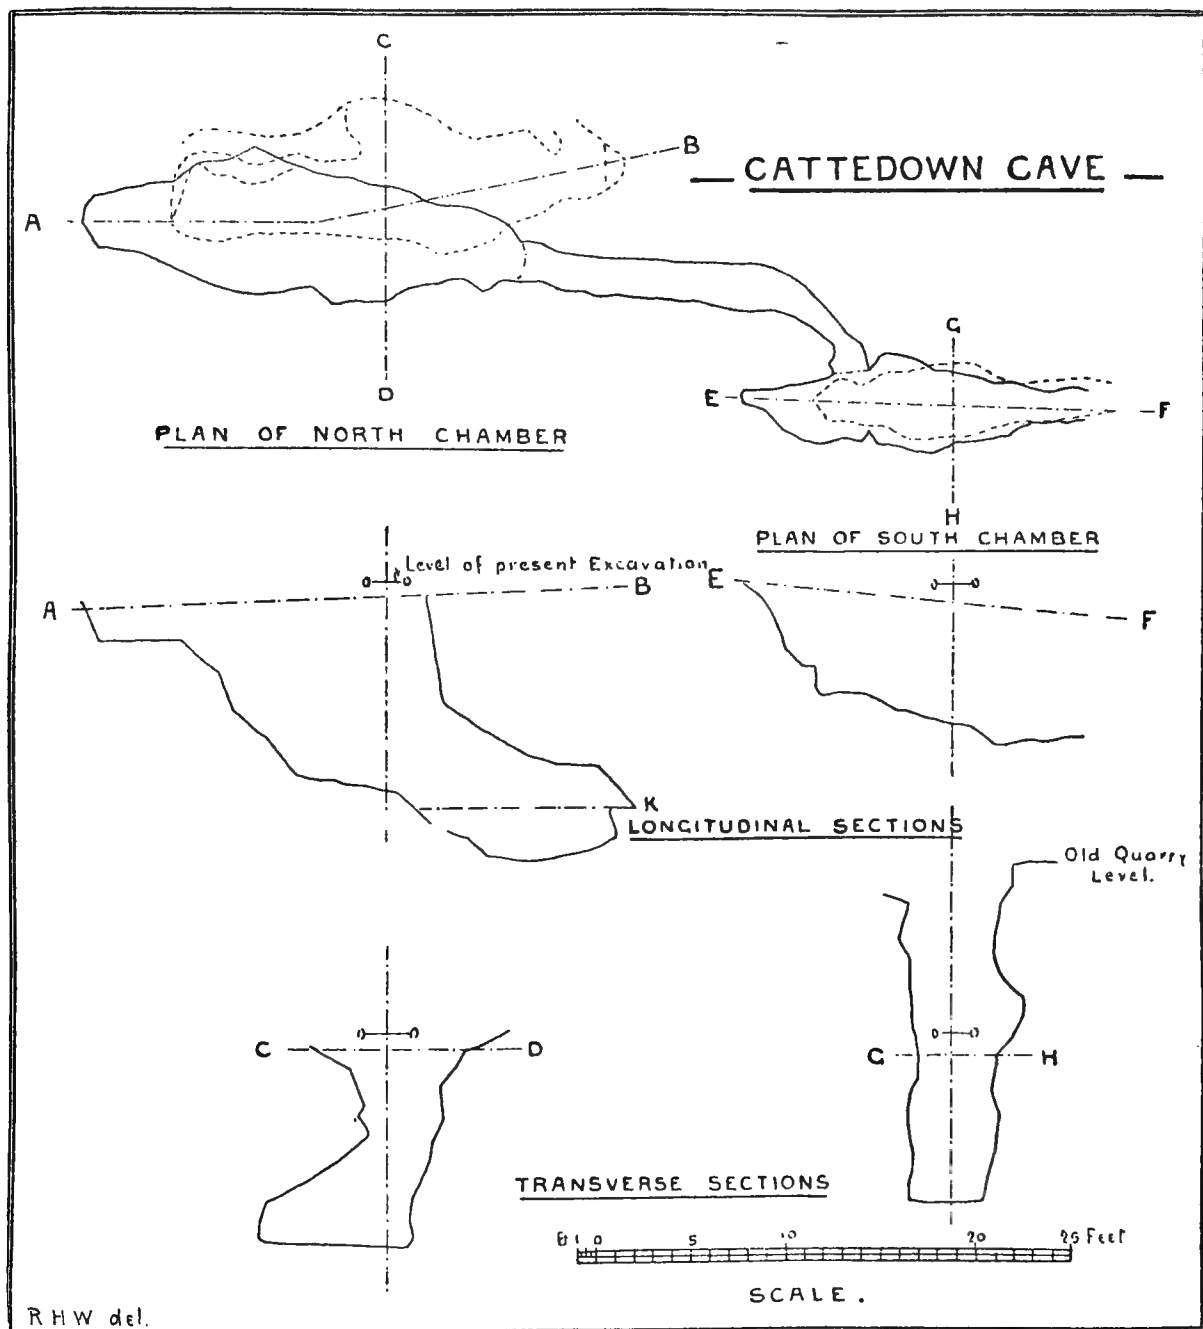 C
B
— CATTEDOWN CAVE —
A
G
D
E
F
PLAN OF NORTH CHAMBER
H
PLAN OF SOUTH CHAMBER
Level of present Excavation
A
B
E
F
K
LONGITUDINAL SECTIONS
Old Quarry
Level.
C
D
G
H
TRANSVERSE SECTIONS
1 0 5 10 20 25 Feet
SCALE.
R H W del.